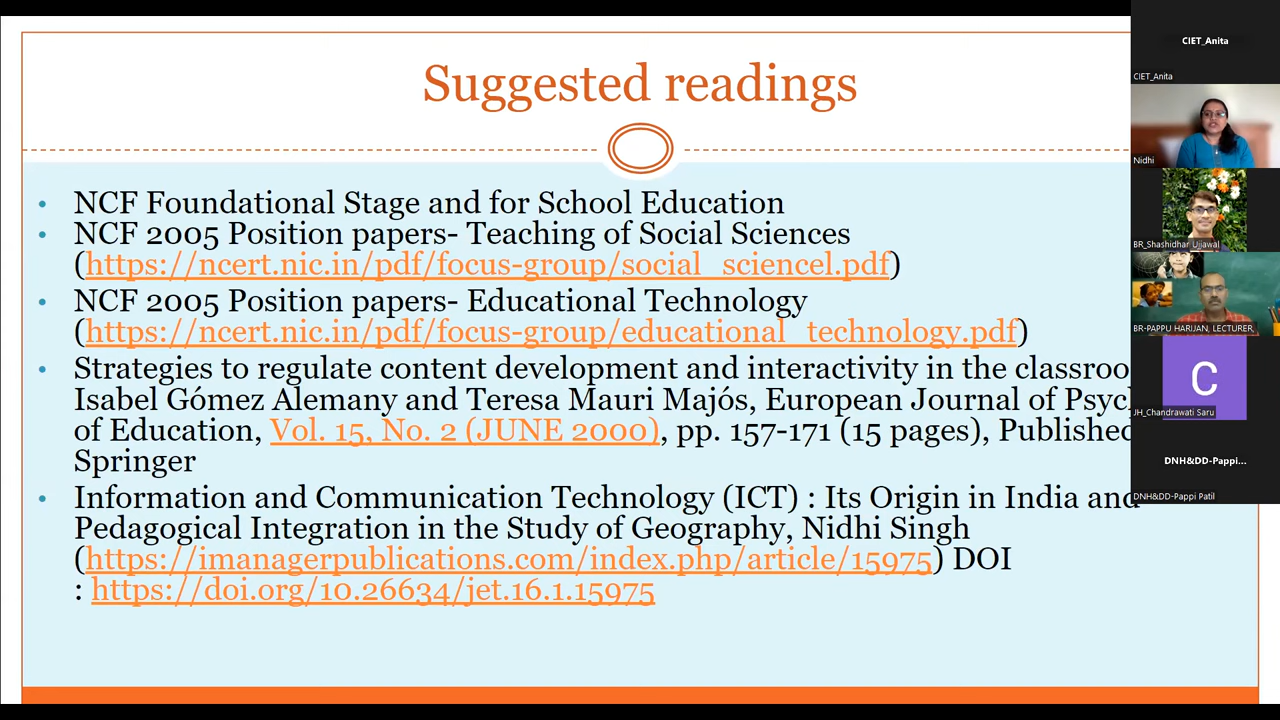 Suggested readings
• NCF Foundational Stage and for School Education
• NCF 2005 Position papers- Teaching of Social Sciences
(https://ncert.nic.in/pdf/focus-group/social_sciencel.pdf)
• NCF 2005 Position papers- Educational Technology
(https://ncert.nic.in/pdf/focus-group/educational_technology.pdf)
• Strategies to regulate content development and interactivity in the
Isabel Gómez Alemany and Teresa Mauri Majós, European Journal of
of Education, Vol. 15, No. 2 (JUNE 2000), pp. 157-171 (15 pages), Published
Springer
• Information and Communication Technology (ICT) : Its Origin in India and
Pedagogical Integration in the Study of Geography, Nidhi Singh
(https://imanagerpublications.com/index.php/article/15975) DOI
: https://doi.org/10.26634/jet.16.1.15975
CIET_Anita
CIET_Anita
Nidhi
BR_Shashidhar Ujjawal
BR-PAPPU HARIJAN, LECTURER,
C
JH_Chandrawati Saru
DNH&DD-Pappi...
DNH&DD-Pappi Patil